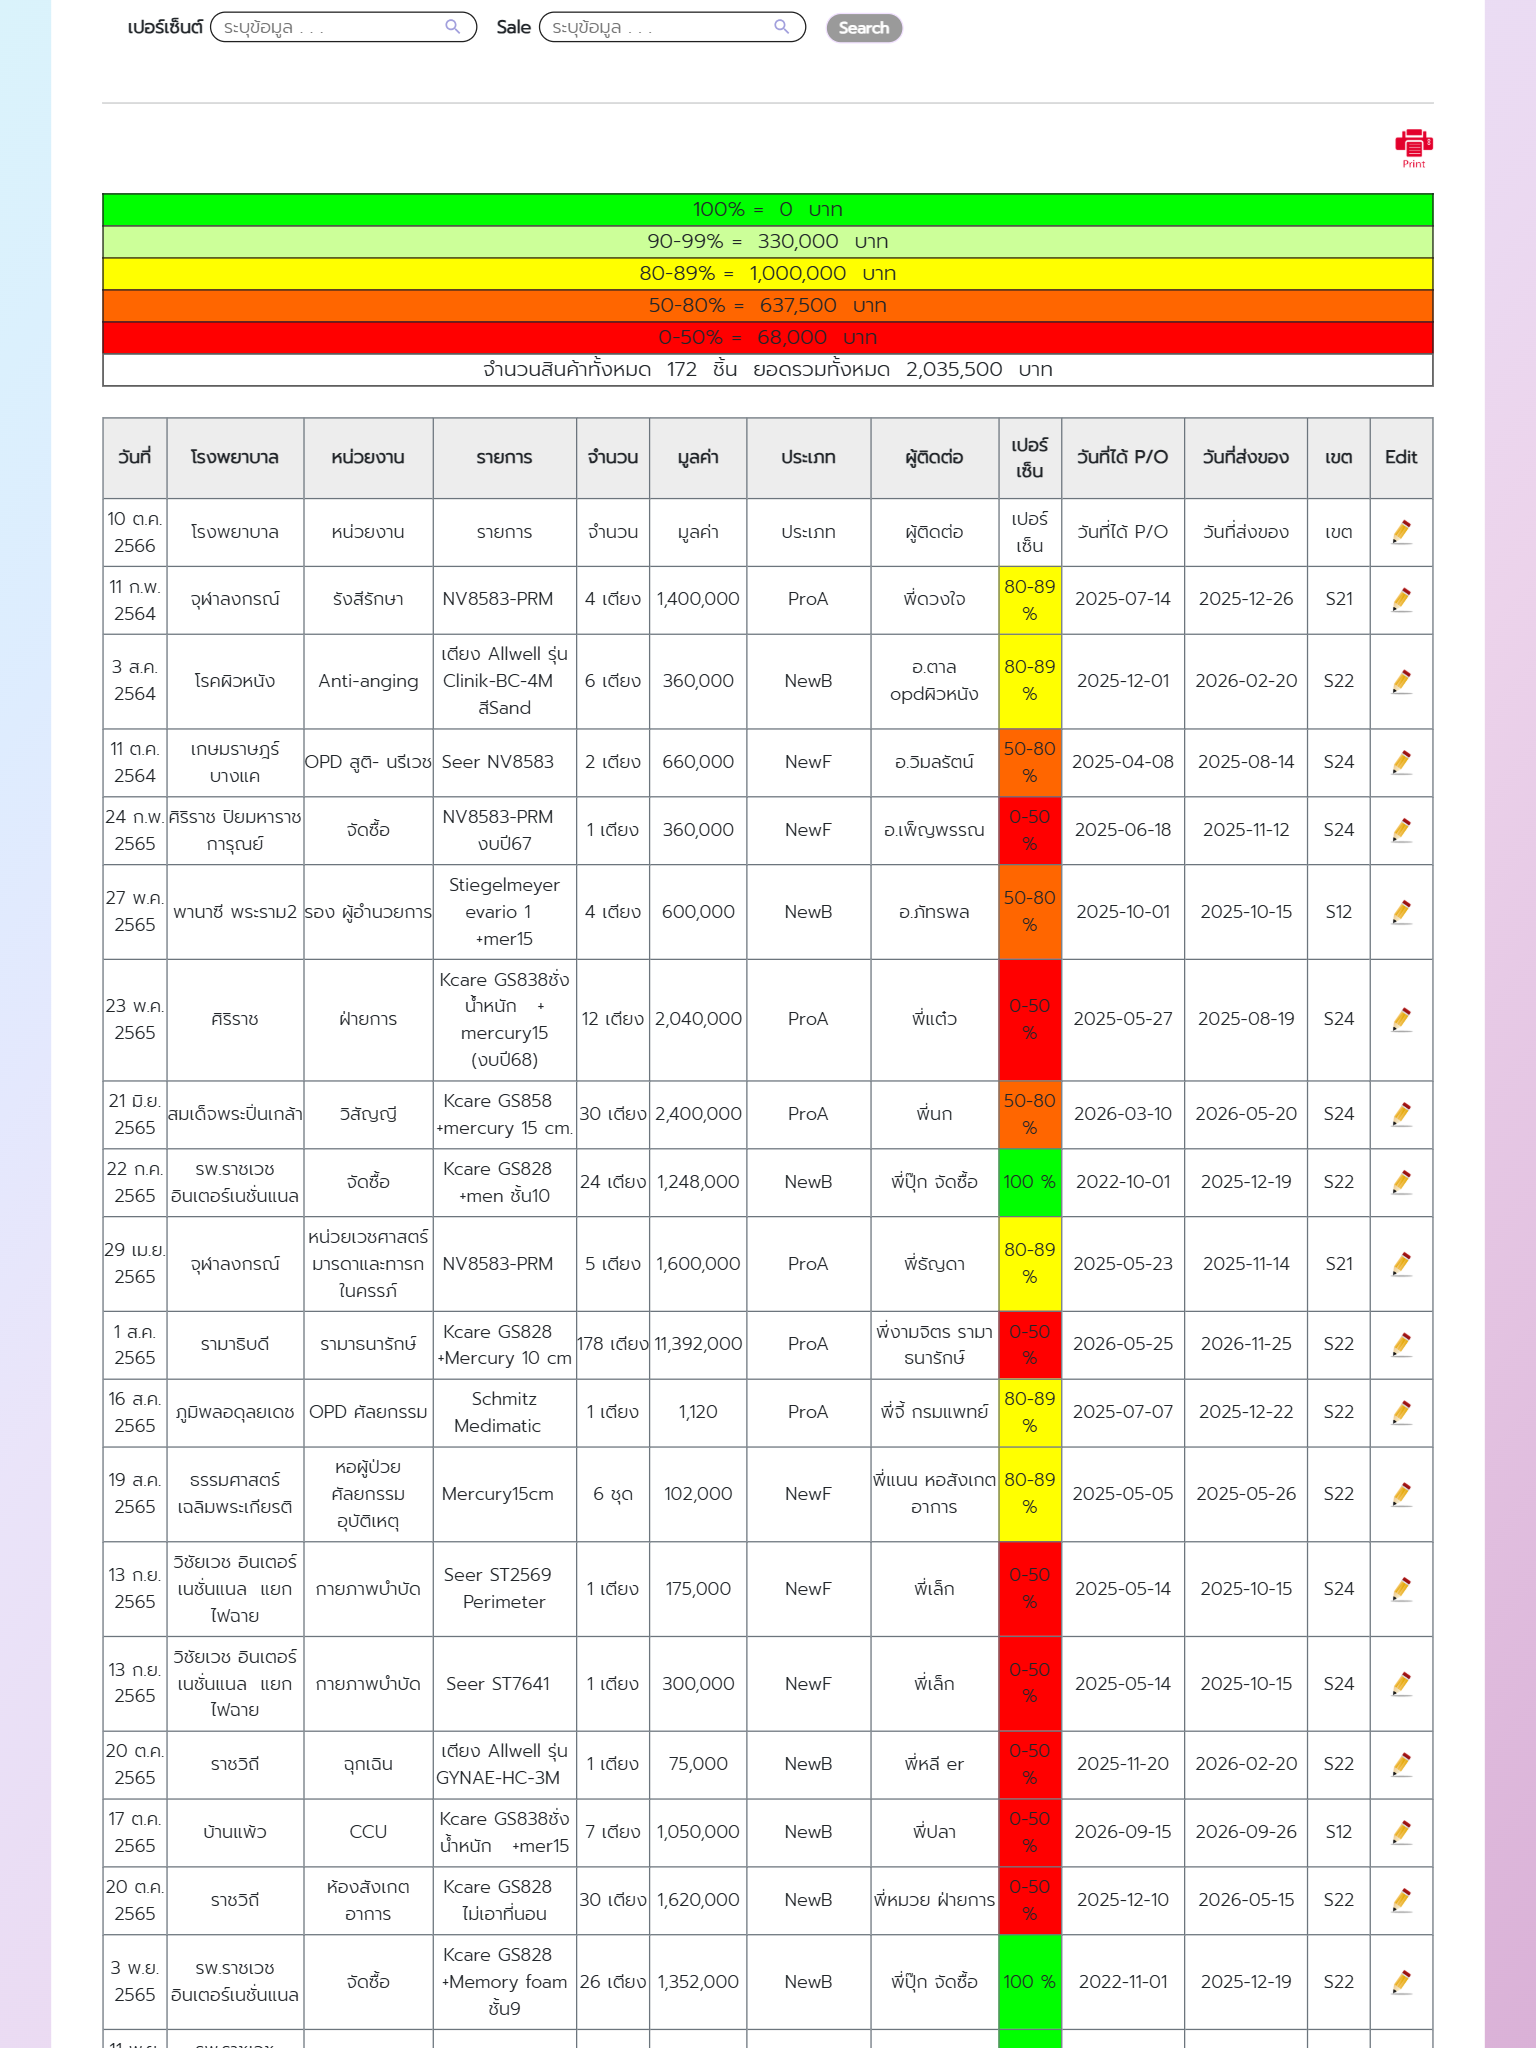 เปอร์เซ็นต์ ระบุข้อมูล . . . Sale ระบุข้อมูล . . . Search
Print
100% = 0 บาท
90-99% = 330,000 บาท
80-89% = 1,000,000 บาท
50-80% = 637,500 บาท
0-50% = 68,000 บาท
จำนวนสินค้าทั้งหมด 172 ชิ้น ยอดรวมทั้งหมด 2,035,500 บาท
วันที่ โรงพยาบาล หน่วยงาน รายการ จำนวน มูลค่า ประเภท ผู้ติดต่อ เปอร์เซ็น วันที่ได้ P/O วันที่ส่งของ เขต Edit
10 ต.ค. 2566 โรงพยาบาล หน่วยงาน รายการ จำนวน มูลค่า ประเภท ผู้ติดต่อ เปอร์เซ็น วันที่ได้ P/O วันที่ส่งของ เขต
11 ก.พ. 2564 จุฬาลงกรณ์ รังสีรักษา NV8583-PRM 4 เตียง 1,400,000 ProA พี่ดวงใจ 80-89 % 2025-07-14 2025-12-26 S21
3 ส.ค. 2564 โรคผิวหนัง Anti-anging เตียง Allwell รุ่น Clinik-BC-4M สีSand 6 เตียง 360,000 NewB อ.ตาล opdผิวหนัง 80-89 % 2025-12-01 2026-02-20 S22
11 ต.ค. 2564 เกษมราษฎร์ บางแค OPD สูติ- นรีเวช Seer NV8583 2 เตียง 660,000 NewF อ.วิมลรัตน์ 50-80 % 2025-04-08 2025-08-14 S24
24 ก.พ. 2565 ศิริราช ปิยมหาราชการุณย์ จัดซื้อ NV8583-PRM งบปี67 1 เตียง 360,000 NewF อ.เพ็ญพรรณ 0-50 % 2025-06-18 2025-11-12 S24
27 พ.ค. 2565 พานาซี พระราม2 รอง ผู้อำนวยการ Stiegelmeyer evario 1 +mer15 4 เตียง 600,000 NewB อ.ภัทรพล 50-80 % 2025-10-01 2025-10-15 S12
23 พ.ค. 2565 ศิริราช ฝ่ายการ Kcare GS838ชั่งน้ำหนัก + mercury15 (งบปี68) 12 เตียง 2,040,000 ProA พี่แต๋ว 0-50 % 2025-05-27 2025-08-19 S24
21 มิ.ย. 2565 สมเด็จพระปิ่นเกล้า วิสัญญี Kcare GS858 +mercury 15 cm. 30 เตียง 2,400,000 ProA พี่นก 50-80 % 2026-03-10 2026-05-20 S24
22 ก.ค. 2565 รพ.ราชเวช อินเตอร์เนชั่นแนล จัดซื้อ Kcare GS828 +men ชั้น10 24 เตียง 1,248,000 NewB พี่ปุ๊ก จัดซื้อ 100 % 2022-10-01 2025-12-19 S22
29 เม.ย. 2565 จุฬาลงกรณ์ หน่วยเวชศาสตร์มารดาและทารกในครรภ์ NV8583-PRM 5 เตียง 1,600,000 ProA พี่ธัญดา 80-89 % 2025-05-23 2025-11-14 S21
1 ส.ค. 2565 รามาธิบดี รามาธนารักษ์ Kcare GS828 +Mercury 10 cm 178 เตียง 11,392,000 ProA พี่งามจิตร รามาธนารักษ์ 0-50 % 2026-05-25 2026-11-25 S22
16 ส.ค. 2565 ภูมิพลอดุลยเดช OPD ศัลยกรรม Schmitz Medimatic 1 เตียง 1,120 ProA พี่จี้ กรมแพทย์ 80-89 % 2025-07-07 2025-12-22 S22
19 ส.ค. 2565 ธรรมศาสตร์เฉลิมพระเกียรติ หอผู้ป่วยศัลยกรรมอุบัติเหตุ Mercury15cm 6 ชุด 102,000 NewF พี่แนน หอสังเกตอาการ 80-89 % 2025-05-05 2025-05-26 S22
13 ก.ย. 2565 วิชัยเวช อินเตอร์เนชั่นแนล แยกไฟฉาย กายภาพบำบัด Seer ST2569 Perimeter 1 เตียง 175,000 NewF พี่เล็ก 0-50 % 2025-05-14 2025-10-15 S24
13 ก.ย. 2565 วิชัยเวช อินเตอร์เนชั่นแนล แยกไฟฉาย กายภาพบำบัด Seer ST7641 1 เตียง 300,000 NewF พี่เล็ก 0-50 % 2025-05-14 2025-10-15 S24
20 ต.ค. 2565 ราชวิถี ฉุกเฉิน เตียง Allwell รุ่น GYNAE-HC-3M 1 เตียง 75,000 NewB พี่หลี er 0-50 % 2025-11-20 2026-02-20 S22
17 ต.ค. 2565 บ้านแพ้ว CCU Kcare GS838ชั่งน้ำหนัก +mer15 7 เตียง 1,050,000 NewB พี่ปลา 0-50 % 2026-09-15 2026-09-26 S12
20 ต.ค. 2565 ราชวิถี ห้องสังเกตอาการ Kcare GS828 ไม่เอาที่นอน 30 เตียง 1,620,000 NewB พี่หมวย ฝ่ายการ 0-50 % 2025-12-10 2026-05-15 S22
3 พ.ย. 2565 รพ.ราชเวช อินเตอร์เนชั่นแนล จัดซื้อ Kcare GS828 +Memory foam ชั้น9 26 เตียง 1,352,000 NewB พี่ปุ๊ก จัดซื้อ 100 % 2022-11-01 2025-12-19 S22